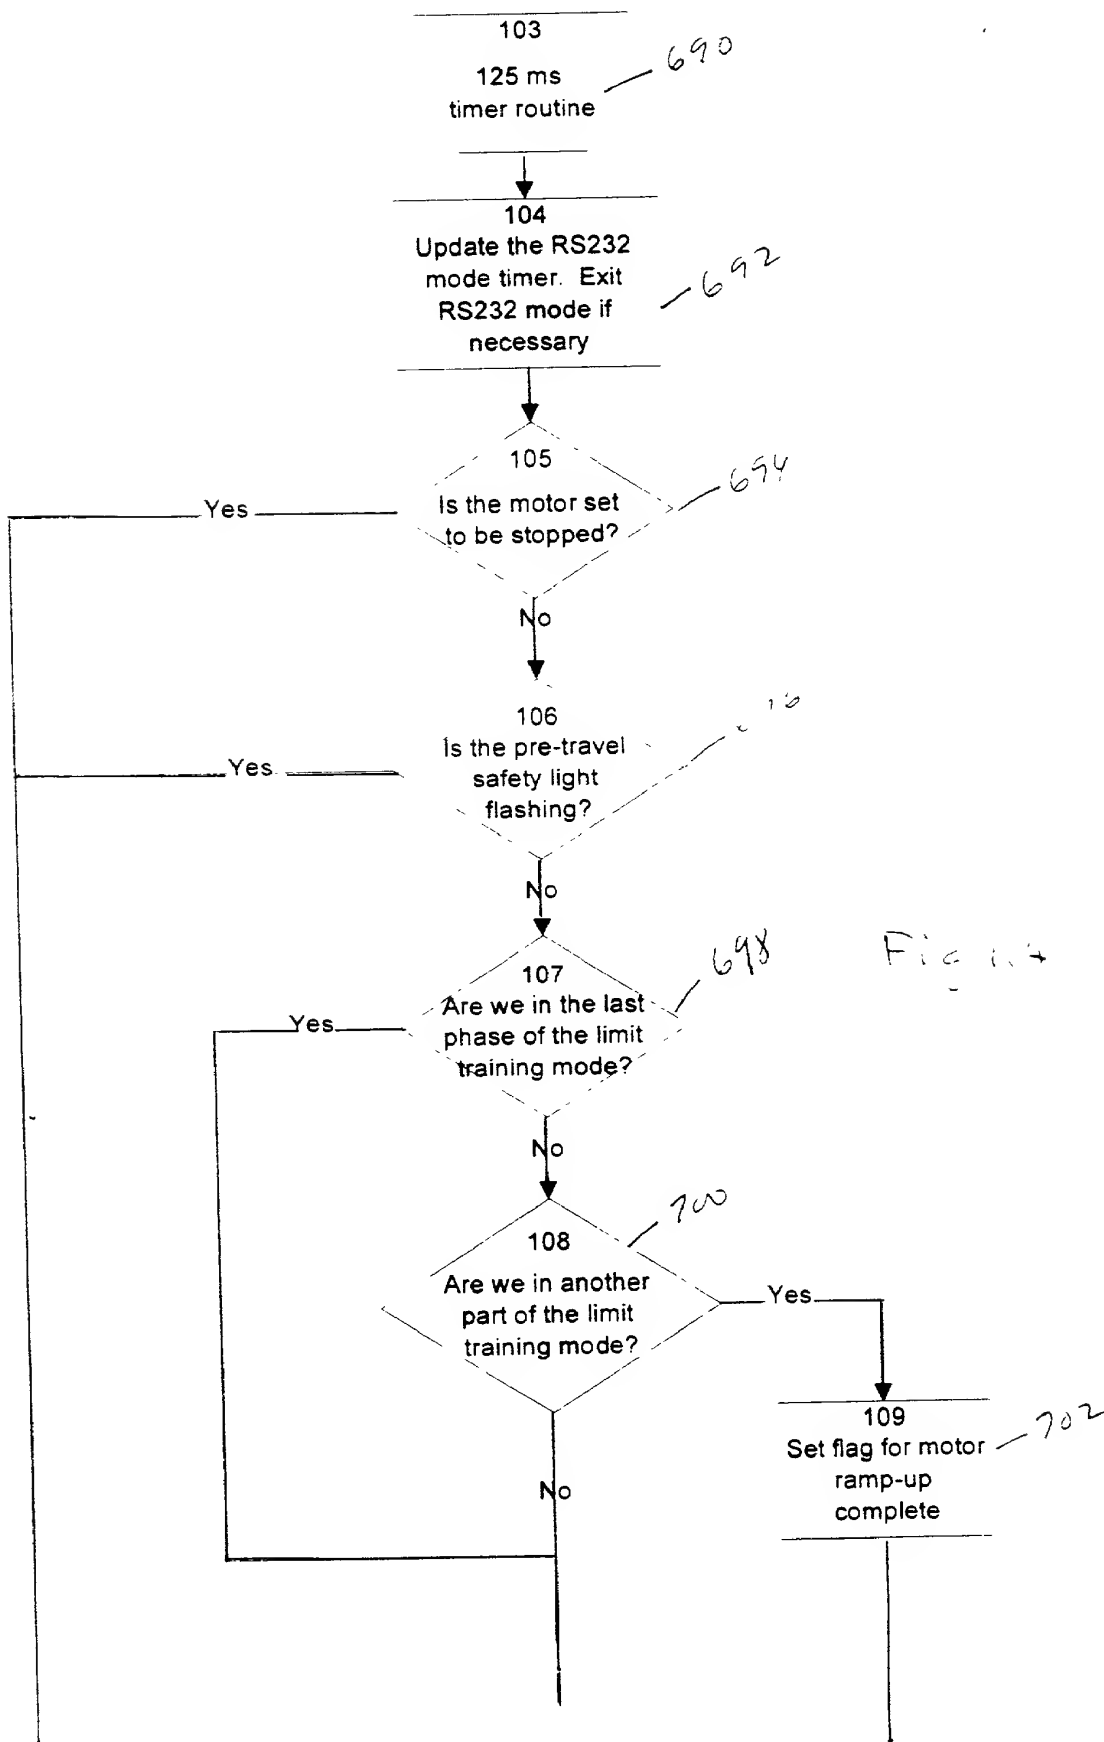 103
690
125 ms
timer routine
104
Update the RS232
mode timer. Exit
692
RS232 mode if
necessary
105
694
Yes
Is the motor set
to be stopped?
No
106
Is the pre-travel
Yes
safety light
flashing?
No
698
107
Are we in the last
Yes
phase of the limit
training mode?
No
700
108
Are we in another
Yes
part of the limit
training mode?
109
702
Set flag for motor
ramp-up
No
complete